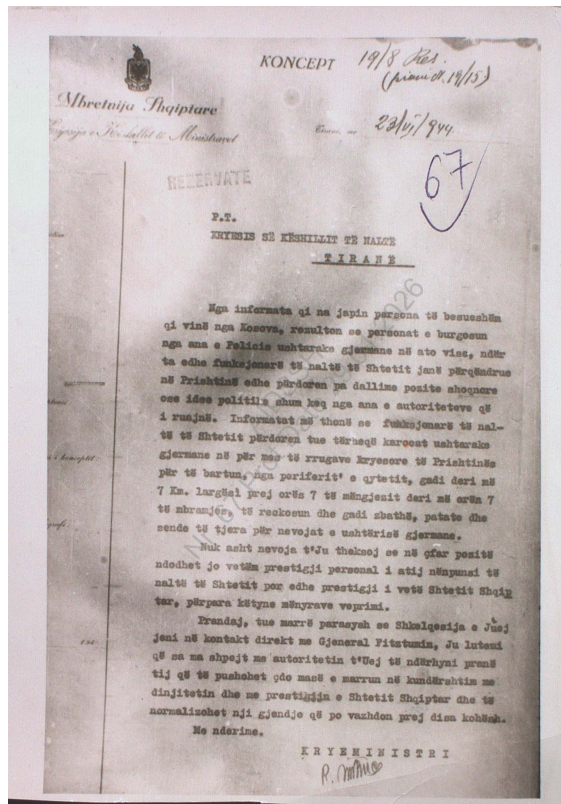 KONCEPT
19/8 Res.
Mbretnija Shqiptare
23/VI/944
REZERVATE
67
P.T.
KRYESIS SË KËSHILLIT TË NALTË
TIRANË
Nga informata qi na japin persona të besueshëm
qi vinë nga Kosova, rezulton se personat e burgosun
nga ana e Policis ushtarake gjermane në ato vise, ndër
ta edhe funksjonarë të naltë të Shtetit janë përqëndrue
në Prishtinë edhe përdoren pa dallime pozite shoqnore
ose idee politike shum keq nga ana e autoriteteve që
i ruajnë. Informatat më thonë se funksjonarë të nal-
të të Shtetit përdoren tue tërheqë karocat ushtarake
gjermane në për mes të rrugave kryesore të Prishtinës
për të bartun, nga periferit' e qytetit, gadi deri më
7 Km. largësi prej orës 7 të mëngjezit deri më orën 7
të mbramjes, të reckosun dhe gadi zbathë, patate dhe
sende të tjera për nevojat e ushtërisë gjermane.
Nuk asht nevoja t'Ju theksoj se në çfar pozitë
ndodhet jo vetëm prestigji personal i atij nënpunsi të
naltë të Shtetit por edhe prestigji i vetë Shtetit Shqip
tar, përpara këtyne mënyrave veprimi.
Prandaj, tue marrë parasysh se Shkelqesija e Juej
jeni në kontakt direkt me Gjeneral Fitztumin, Ju lutemi
që sa ma shpejt me autoritetin t'Uej të ndërhyni pranë
tij që të pushohet çdo masë e marrun në kundërshtim me
dinjitetin dhe me prestigjin e Shtetit Shqiptar dhe të
normalizohet nji gjendje që po vazhdon prej disa kohësh.
Me nderime.
KRYEMINISTRI